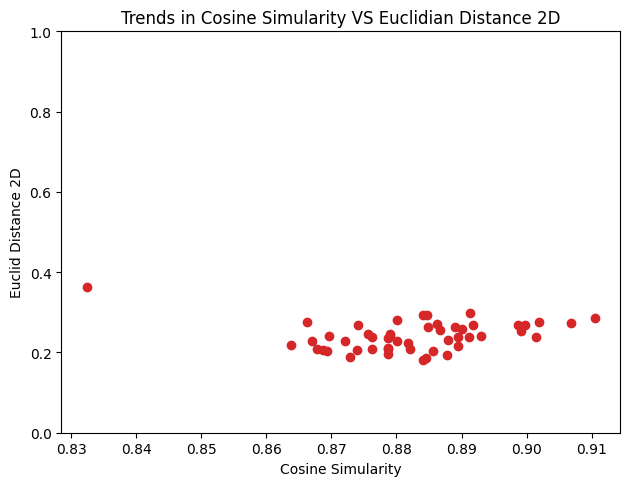 Trends in Cosine Simularity VS Euclidian Distance 2D
1.0
0.8
0.6
0.4
0.2
0.0
Euclid Distance 2D
0.83 0.84 0.85 0.86 0.87 0.88 0.89 0.90 0.91
Cosine Simularity